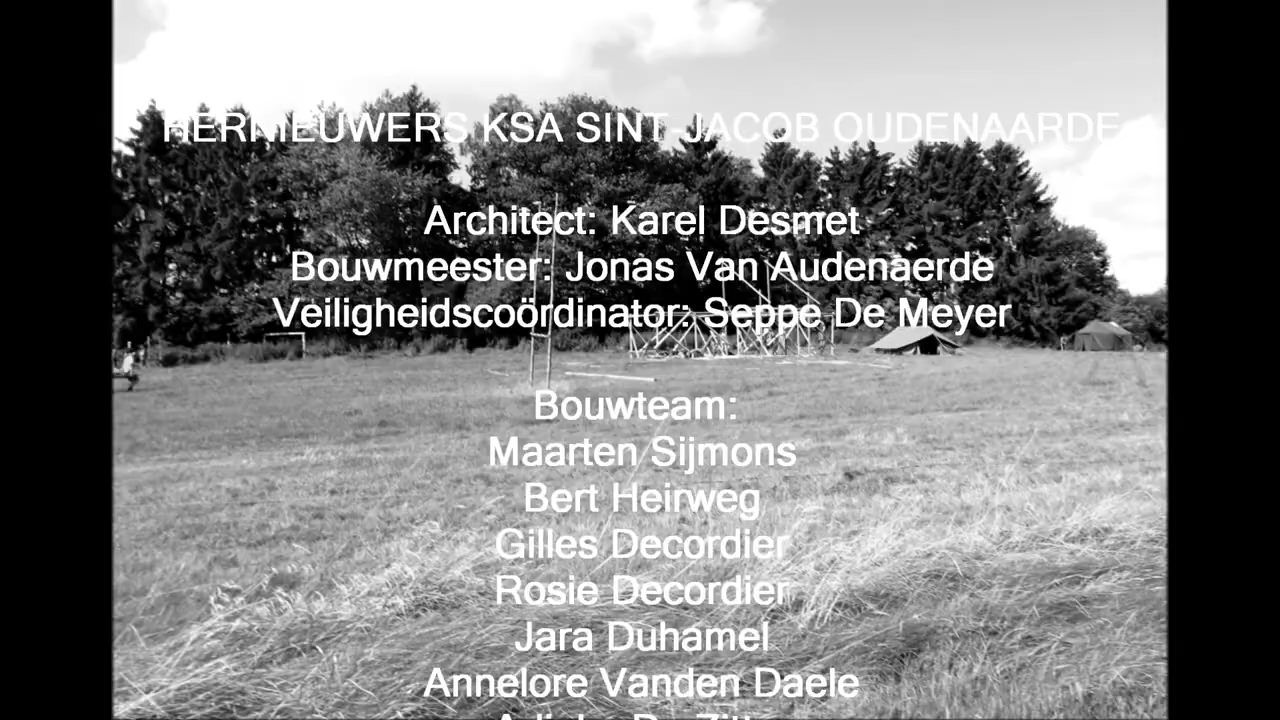 HERNIEUWERS KSA SINT-JACOB OUDENAARDE
Architect: Karel Desmet
Bouwmeester: Jonas Van Audenaerde
Veiligheidscoördinator: Seppe De Meyer
Bouwteam:
Maarten Sijmons
Bert Heirweg
Gilles Decordier
Rosie Decordier
Jara Duhamel
Annelore Vanden Daele